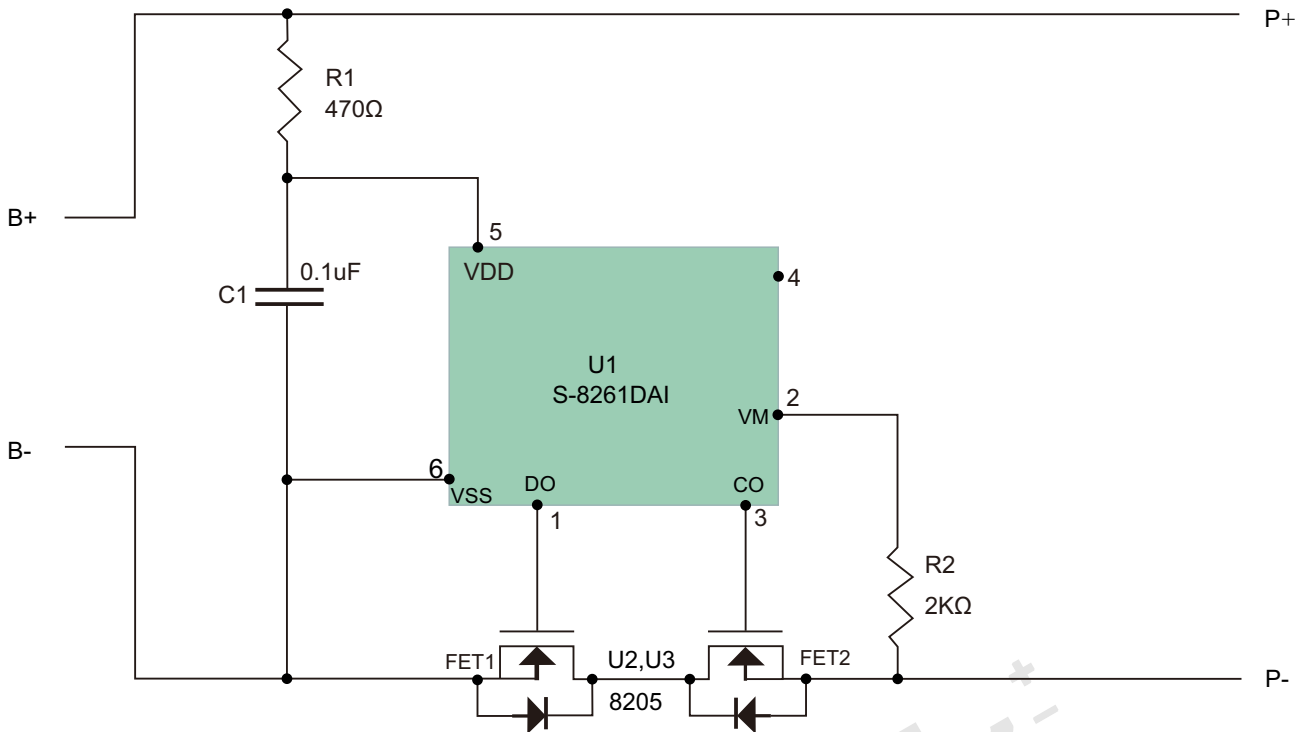 P+
R1
470Ω
B+
5
VDD
0.1uF
C1
4
U1
S-8261DAI
2
VM
B-
6
VSS
DO
CO
1
3
R2
2KΩ
FET1
U2,U3
FET2
8205
P-